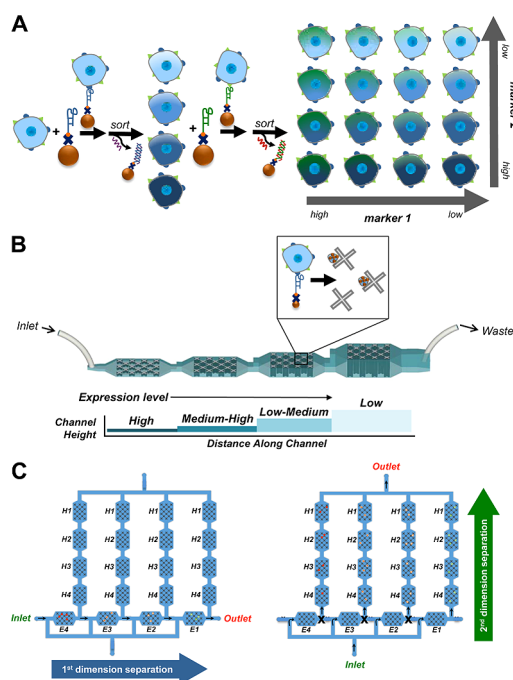 A
sort
sort
low
high
high
marker 1
low
B
Inlet
Waste
Expression level
High
Medium-High
Low-Medium
Low
Channel
Height
Distance Along Channel
C
Outlet
H1 H1 H1 H1
H2 H2 H2 H2
H3 H3 H3 H3
H4 H4 H4 H4
Inlet
Outlet
E4 E3 E2 E1
1st dimension separation
H1 H1 H1 H1
H2 H2 H2 H2
H3 H3 H3 H3
H4 H4 H4 H4
X X X
E4 E3 E2 E1
Inlet
2nd dimension separation